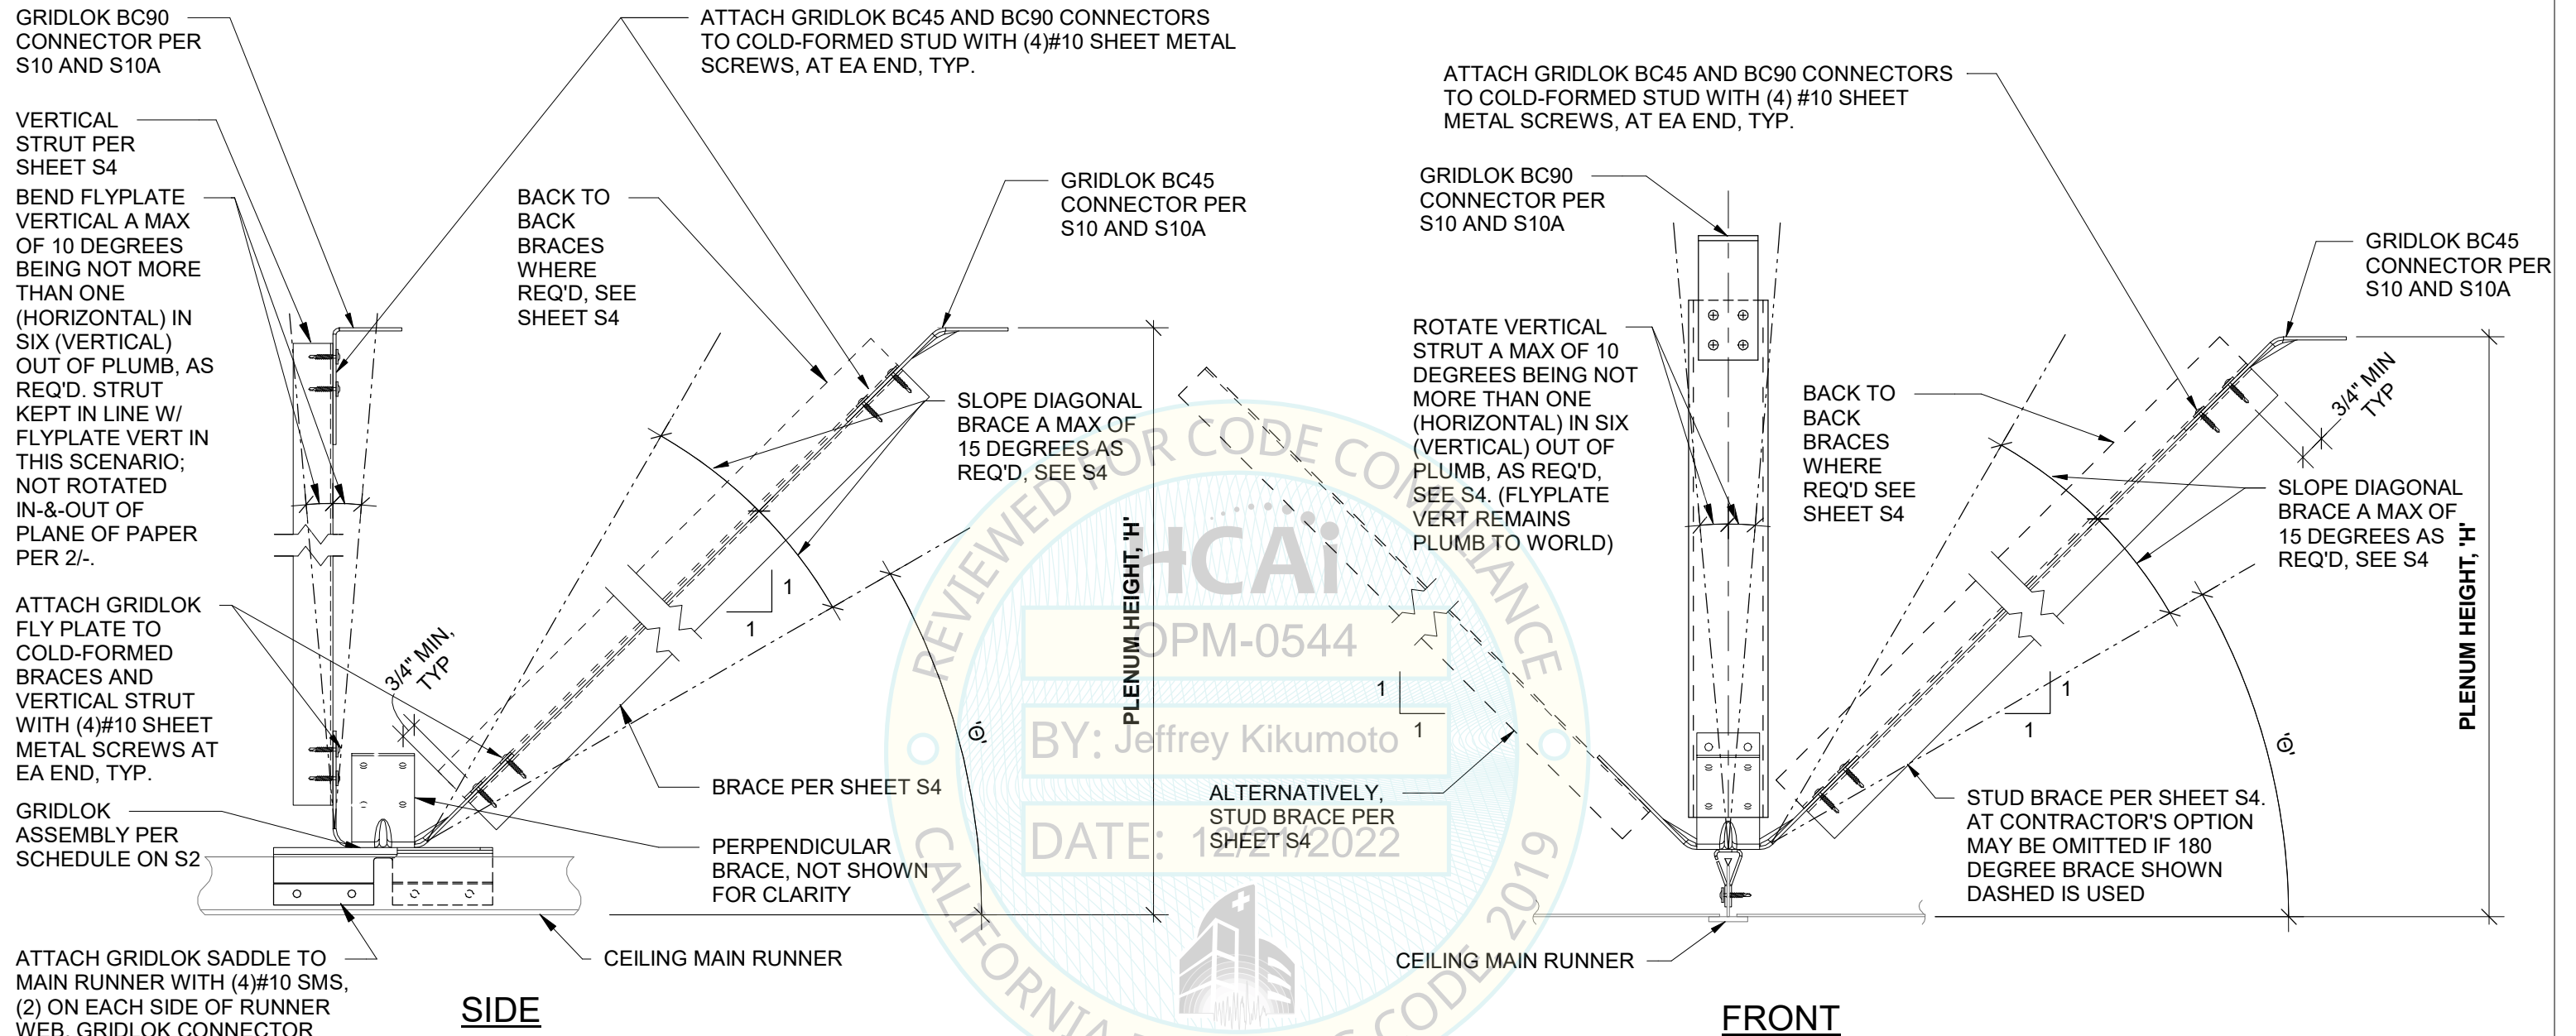 GRIDLOK BC90
CONNECTOR PER
S10 AND S10A
VERTICAL
STRUT PER
SHEET S4
BEND FLYPLATE
VERTICAL A MAX
OF 10 DEGREES
BEING NOT MORE
THAN ONE
(HORIZONTAL) IN
SIX (VERTICAL)
OUT OF PLUMB, AS
REQ'D. STRUT
KEPT IN LINE W/
FLYPLATE VERT IN
THIS SCENARIO;
NOT ROTATED
IN-&-OUT OF
PLANE OF PAPER
PER 2/-.
ATTACH GRIDLOK
FLY PLATE TO
COLD-FORMED
BRACES AND
VERTICAL STRUT
WITH (4)#10 SHEET
METAL SCREWS AT
EA END, TYP.
GRIDLOK
ASSEMBLY PER
SCHEDULE ON S2
ATTACH GRIDLOK SADDLE TO
MAIN RUNNER WITH (4)#10 SMS,
(2) ON EACH SIDE OF RUNNER
WEB. GRIDLOK CONNECTOR
ATTACH GRIDLOK BC45 AND BC90 CONNECTORS
TO COLD-FORMED STUD WITH (4)#10 SHEET METAL
SCREWS, AT EA END, TYP.
BACK TO
BACK
BRACES
WHERE
REQ'D, SEE
SHEET S4
GRIDLOK BC45
CONNECTOR PER
S10 AND S10A
SLOPE DIAGONAL
BRACE A MAX OF
15 DEGREES AS
REQ'D, SEE S4
1
1
3/4" MIN,
TYP
'Θ'
PLENUM HEIGHT, 'H'
BRACE PER SHEET S4
PERPENDICULAR
BRACE, NOT SHOWN
FOR CLARITY
CEILING MAIN RUNNER
SIDE
ATTACH GRIDLOK BC45 AND BC90 CONNECTORS
TO COLD-FORMED STUD WITH (4) #10 SHEET
METAL SCREWS, AT EA END, TYP.
GRIDLOK BC90
CONNECTOR PER
S10 AND S10A
GRIDLOK BC45
CONNECTOR PER
S10 AND S10A
ROTATE VERTICAL
STRUT A MAX OF 10
DEGREES BEING NOT
MORE THAN ONE
(HORIZONTAL) IN SIX
(VERTICAL) OUT OF
PLUMB, AS REQ'D,
SEE S4. (FLYPLATE
VERT REMAINS
PLUMB TO WORLD)
BACK TO
BACK
BRACES
WHERE
REQ'D SEE
SHEET S4
3/4" MIN
TYP
SLOPE DIAGONAL
BRACE A MAX OF
15 DEGREES AS
REQ'D, SEE S4
PLENUM HEIGHT, 'H'
1
1
1
1
'Θ'
ALTERNATIVELY,
STUD BRACE PER
SHEET S4
STUD BRACE PER SHEET S4.
AT CONTRACTOR'S OPTION
MAY BE OMITTED IF 180
DEGREE BRACE SHOWN
DASHED IS USED
CEILING MAIN RUNNER
FRONT
REVIEWED FOR CODE COMPLIANCE
HCAi
OPM-0544
BY: Jeffrey Kikumoto
DATE: 12/21/2022
CALIFORNIA CODE 2019